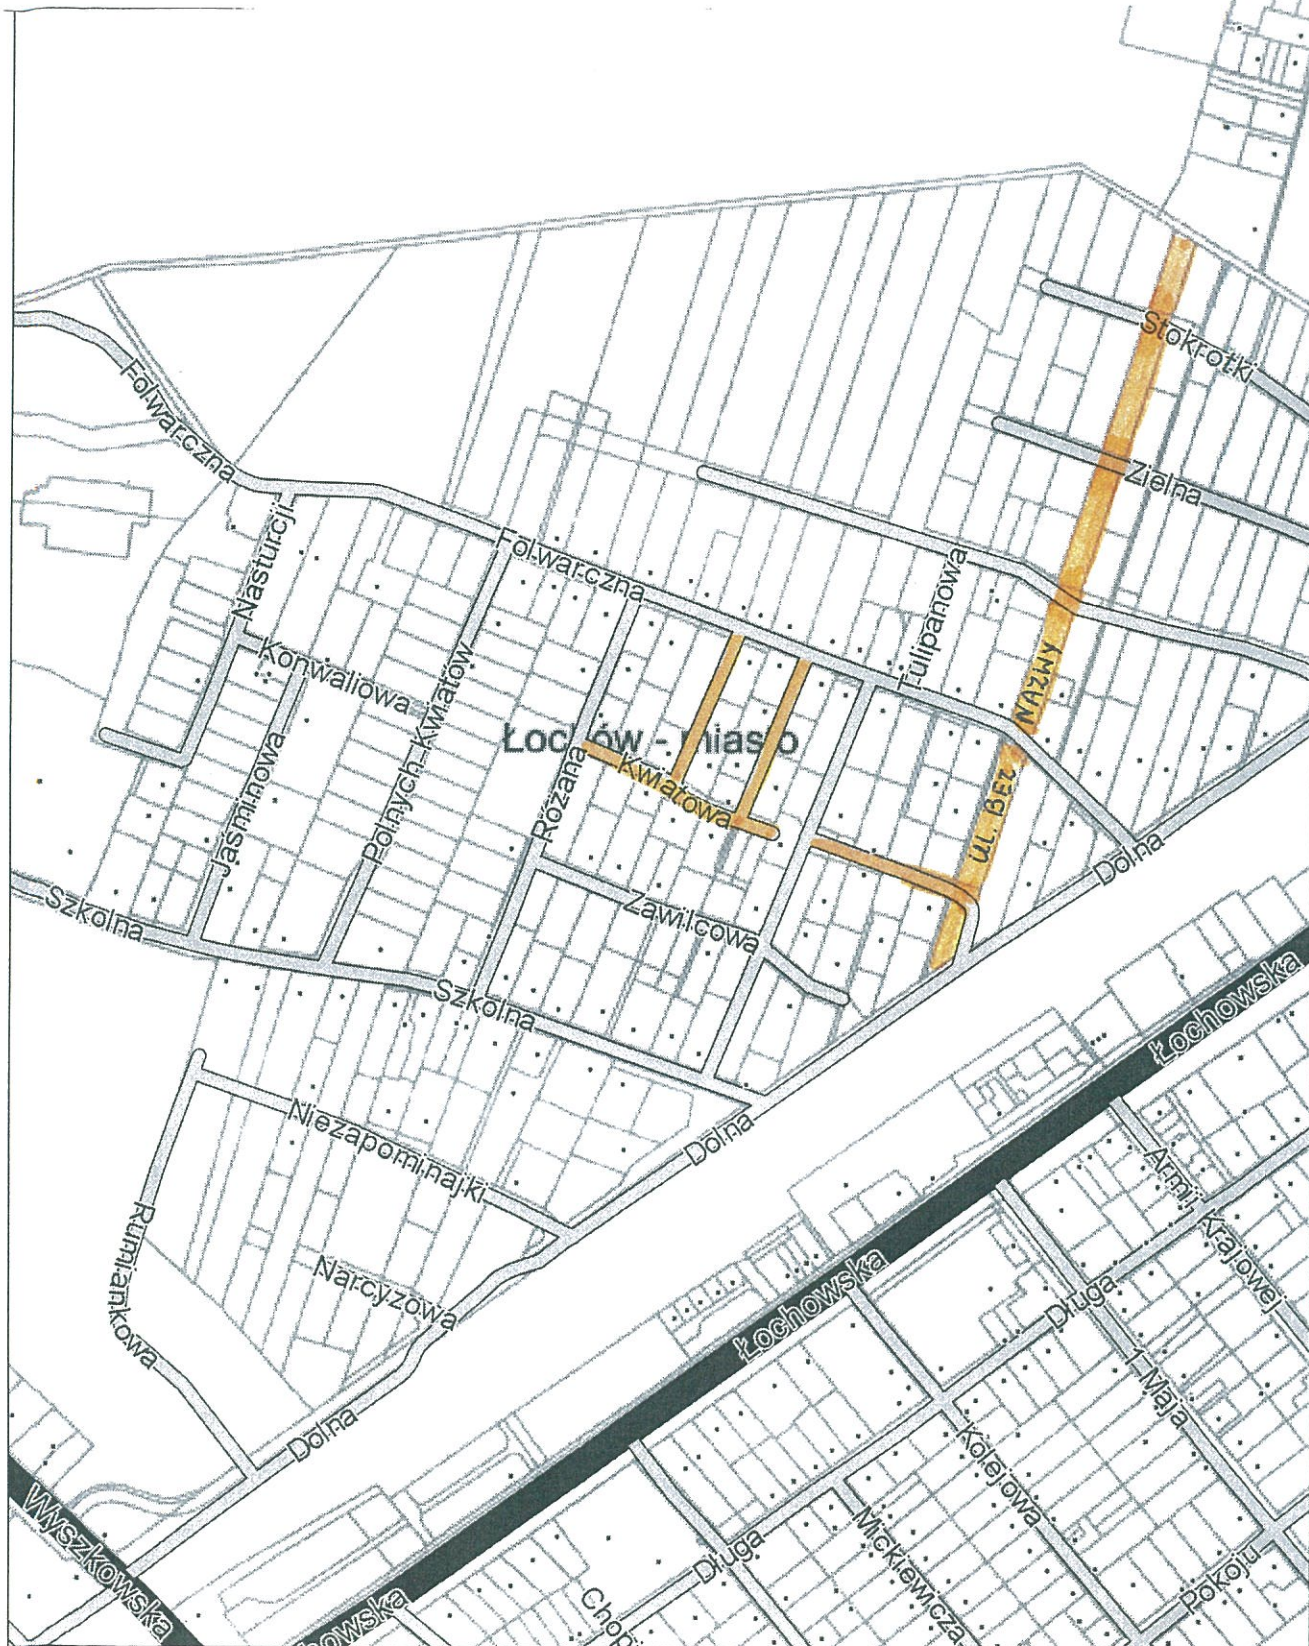 Stokrotki
Folwarczna
Zielna
Nasturcji
Folwarczna
Tulipanowa
Konwaliowa
Polnych Kwiatów
UL. BEZ NAZWY
Łochów - miasto
Jaśminowa
Różana
Kwiatowa
Dolna
Szkolna
Zawilcowa
Łochowska
Szkolna
Niezapominajki
Dolna
Armii Krajowej
Rumiankowa
Narcyzowa
Łochowska
Długa
1 Maja
Dolna
Kolejowa
Wyszkowska
Długa
Mickiewicza
Pokoju
Chopi
howska